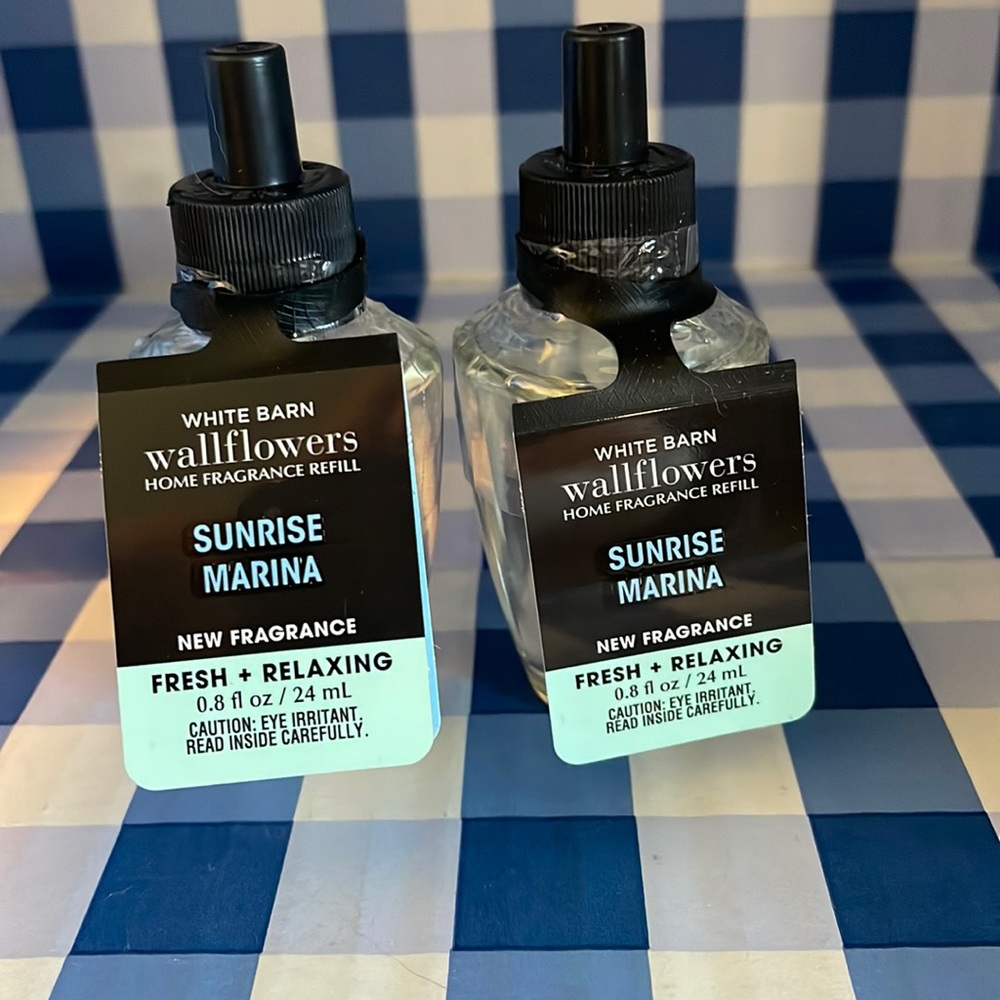 WHITE BARN
wallflowers
HOME FRAGRANCE REFILL
SUNRISE
MARINA
NEW FRAGRANCE
FRESH + RELAXING
0.8 fl oz / 24 mL
CAUTION: EYE IRRITANT,
READ INSIDE CAREFULLY.
WHITE BARN
wallflowers
HOME FRAGRANCE REFILL
SUNRISE
MARINA
NEW FRAGRANCE
FRESH + RELAXING
0.8 fl oz / 24 mL
CAUTION: EYE IRRITANT,
READ INSIDE CAREFULLY.